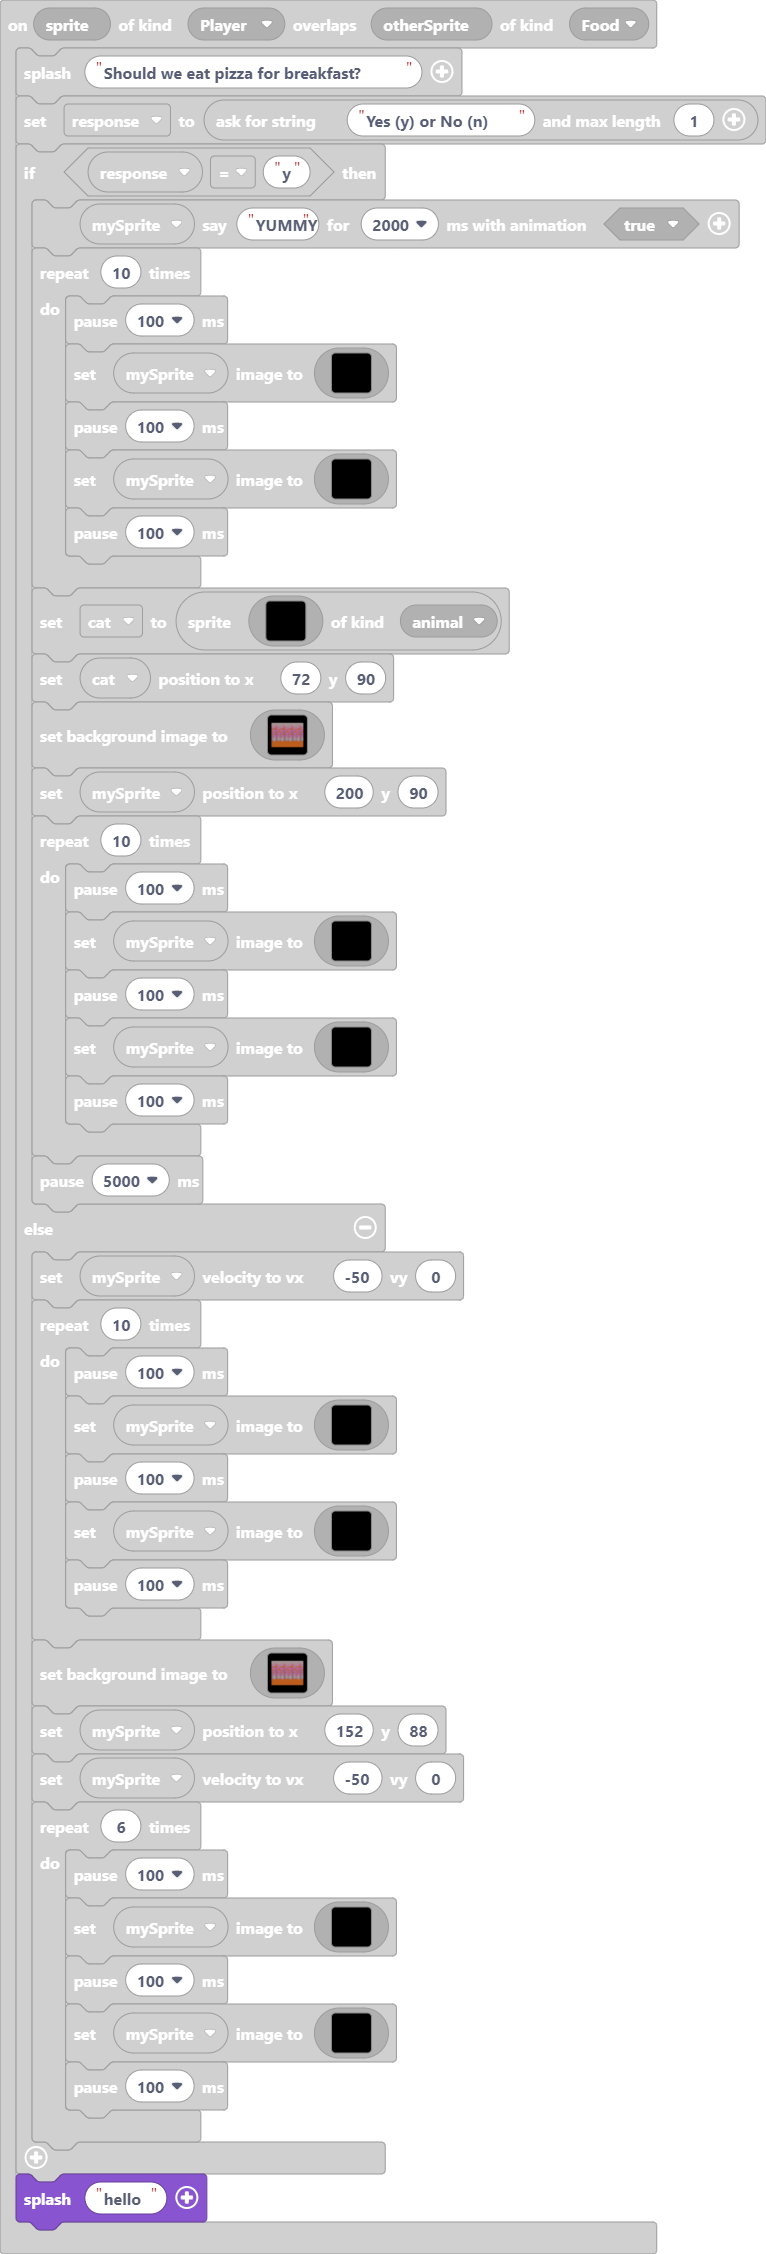 on sprite of kind Player overlaps otherSprite of kind Food
splash "Should we eat pizza for breakfast? "
set response to ask for string "Yes (y) or No (n) " and max length 1
if response = "y" then
mySprite say "YUMMY" for 2000 ms with animation true
repeat 10 times
do pause 100 ms
set mySprite image to
pause 100 ms
set mySprite image to
pause 100 ms
set cat to sprite of kind animal
set cat position to x 72 y 90
set background image to
set mySprite position to x 200 y 90
repeat 10 times
do pause 100 ms
set mySprite image to
pause 100 ms
set mySprite image to
pause 100 ms
pause 5000 ms
else
set mySprite velocity to vx -50 vy 0
repeat 10 times
do pause 100 ms
set mySprite image to
pause 100 ms
set mySprite image to
pause 100 ms
set background image to
set mySprite position to x 152 y 88
set mySprite velocity to vx -50 vy 0
repeat 6 times
do pause 100 ms
set mySprite image to
pause 100 ms
set mySprite image to
pause 100 ms
splash "hello "